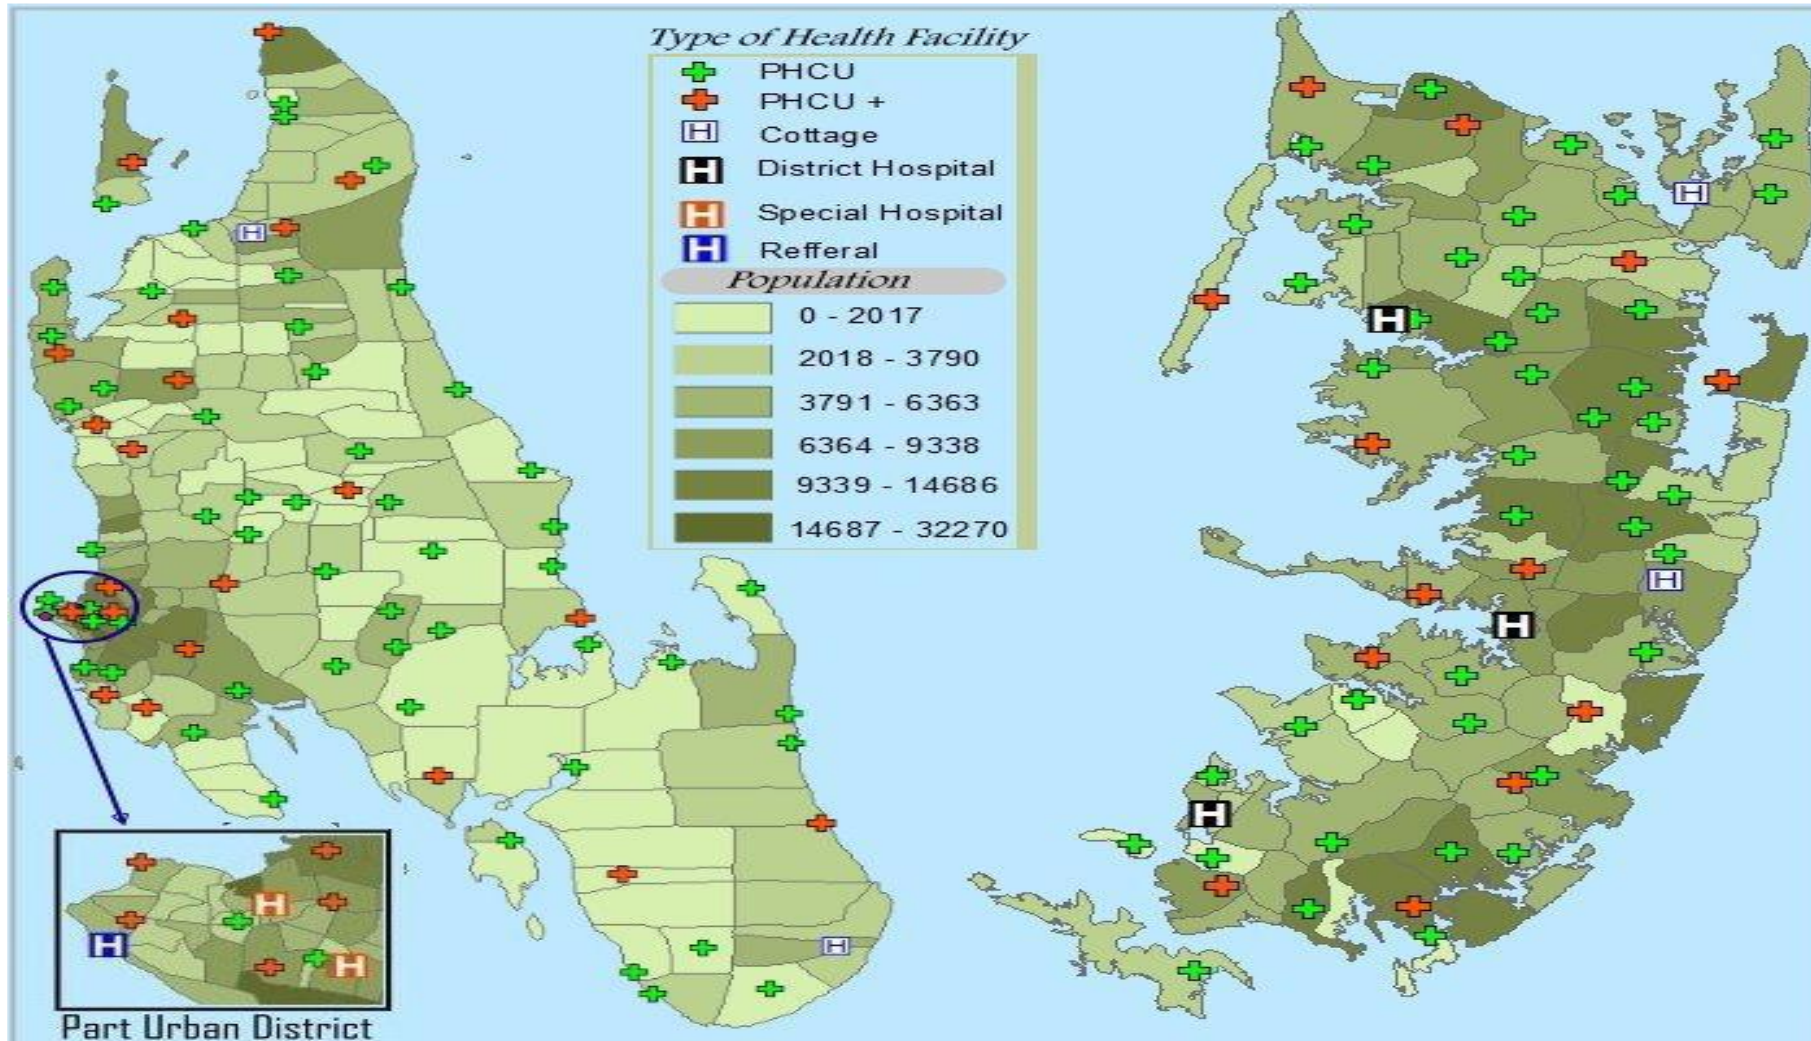 Type of Health Facility
PHCU
PHCU +
H Cottage
H District Hospital
H Special Hospital
H Refferal
Population
0 - 2017
2018 - 3790
3791 - 6363
6364 - 9338
9339 - 14686
14687 - 32270
H
H
H
H
H
H
H
H
H
H
Part Urban District